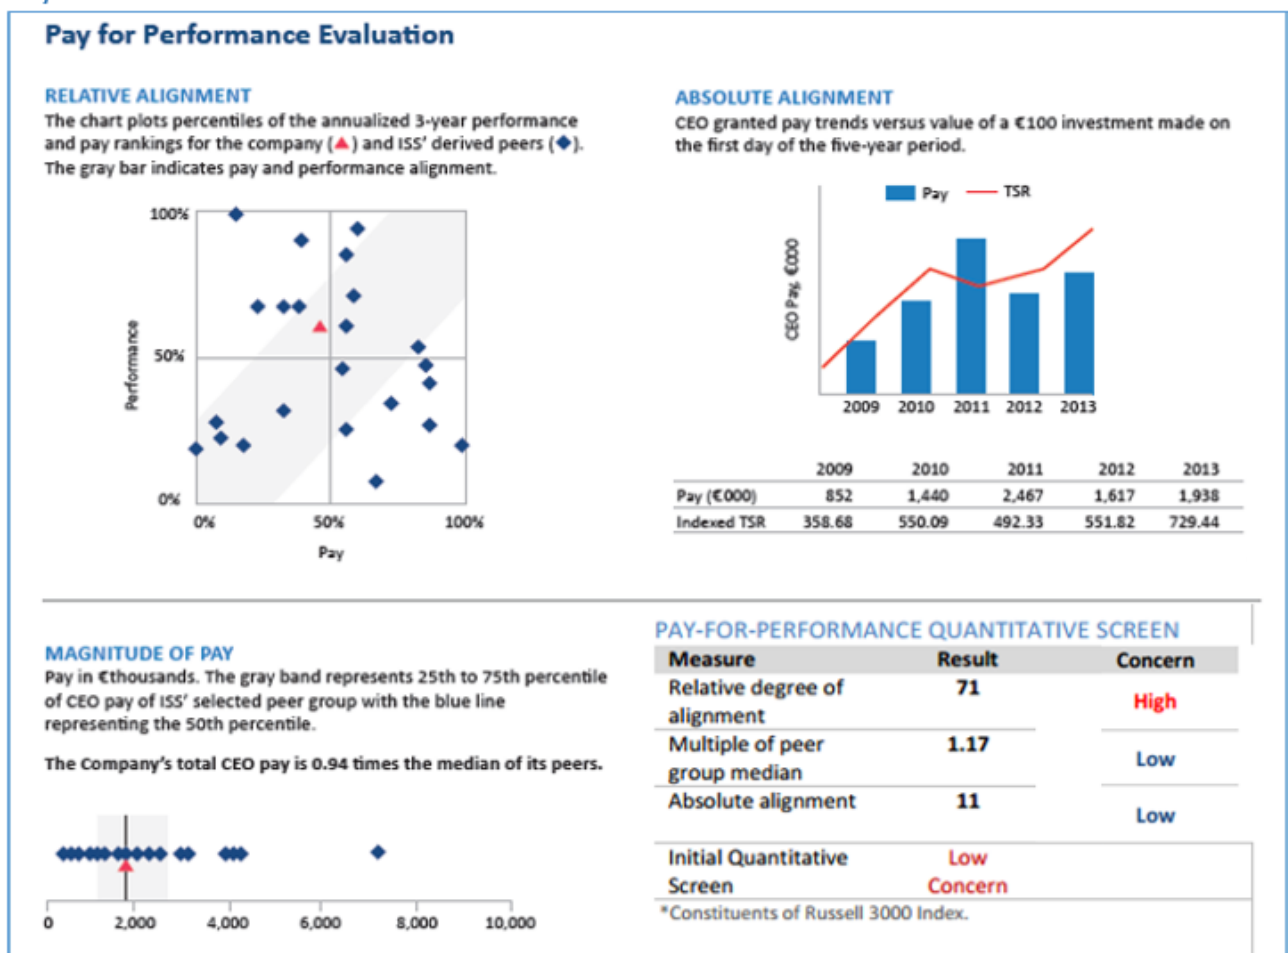 Pay for Performance Evaluation
RELATIVE ALIGNMENT
The chart plots percentiles of the annualized 3-year performance
and pay rankings for the company (▲) and ISS' derived peers (◆).
The gray bar indicates pay and performance alignment.
100%
50%
0%
Performance
0% 50% 100%
Pay
ABSOLUTE ALIGNMENT
CEO granted pay trends versus value of a €100 investment made on
the first day of the five-year period.
Pay TSR
CEO Pay, €000
2009 2010 2011 2012 2013
2009 2010 2011 2012 2013
Pay (€000) 852 1,440 2,467 1,617 1,938
Indexed TSR 358.68 550.09 492.33 551.82 729.44
MAGNITUDE OF PAY
Pay in €thousands. The gray band represents 25th to 75th percentile
of CEO pay of ISS' selected peer group with the blue line
representing the 50th percentile.
The Company's total CEO pay is 0.94 times the median of its peers.
0 2,000 4,000 6,000 8,000 10,000
PAY-FOR-PERFORMANCE QUANTITATIVE SCREEN
Measure Result Concern
Relative degree of 71 High
alignment
Multiple of peer 1.17 Low
group median
Absolute alignment 11 Low
Initial Quantitative Low
Screen Concern
*Constituents of Russell 3000 Index.